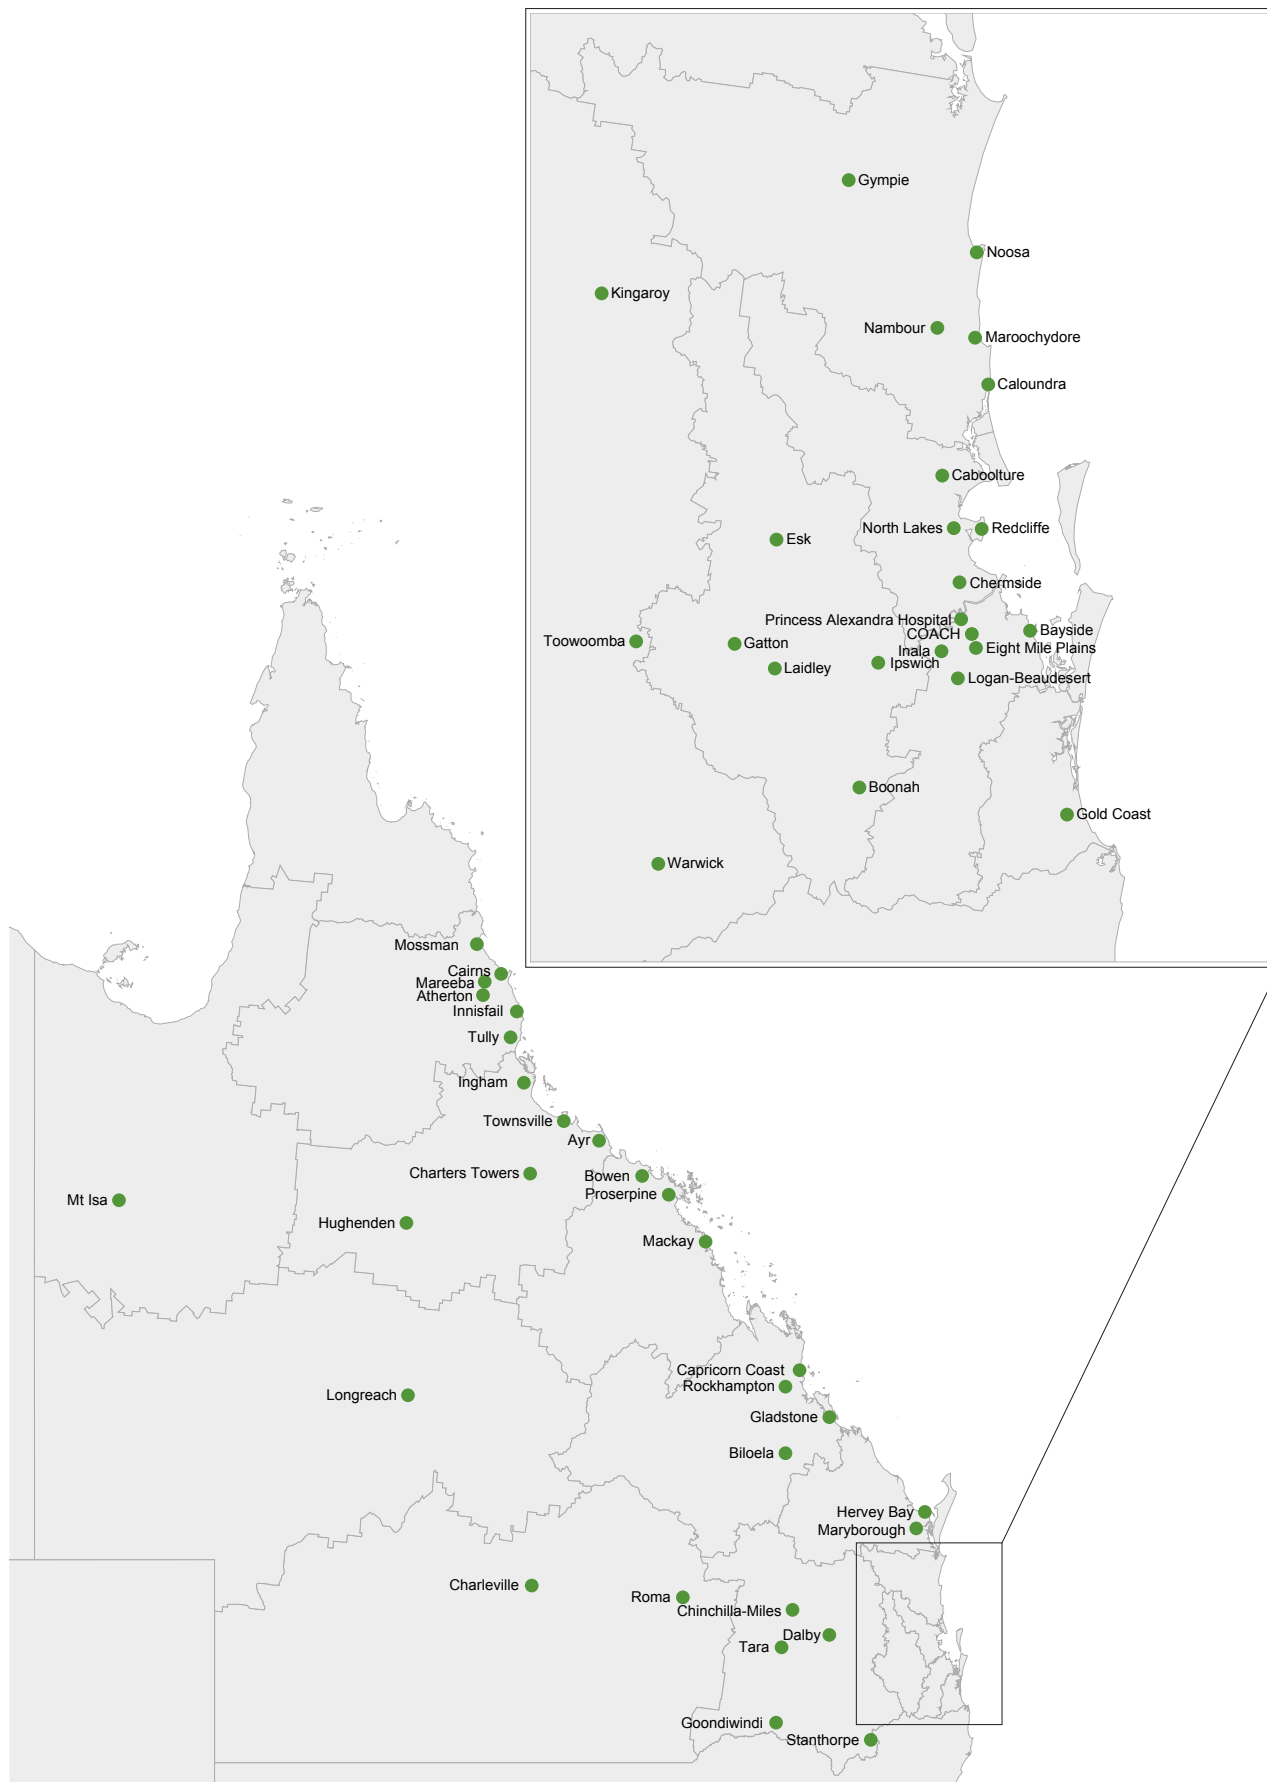 Gympie
Noosa
Kingaroy
Nambour
Maroochydore
Caloundra
Caboolture
North Lakes
Redcliffe
Esk
Chermside
Princess Alexandra Hospital
Bayside
COACH
Toowoomba
Gatton
Eight Mile Plains
Inala
Ipswich
Laidley
Logan-Beaudesert
Boonah
Gold Coast
Warwick
Mossman
Cairns
Mareeba
Atherton
Innisfail
Tully
Ingham
Townsville
Ayr
Charters Towers
Bowen
Proserpine
Mt Isa
Hughenden
Mackay
Capricorn Coast
Rockhampton
Longreach
Gladstone
Biloela
Hervey Bay
Maryborough
Charleville
Roma
Chinchilla-Miles
Dalby
Tara
Goondiwindi
Stanthorpe